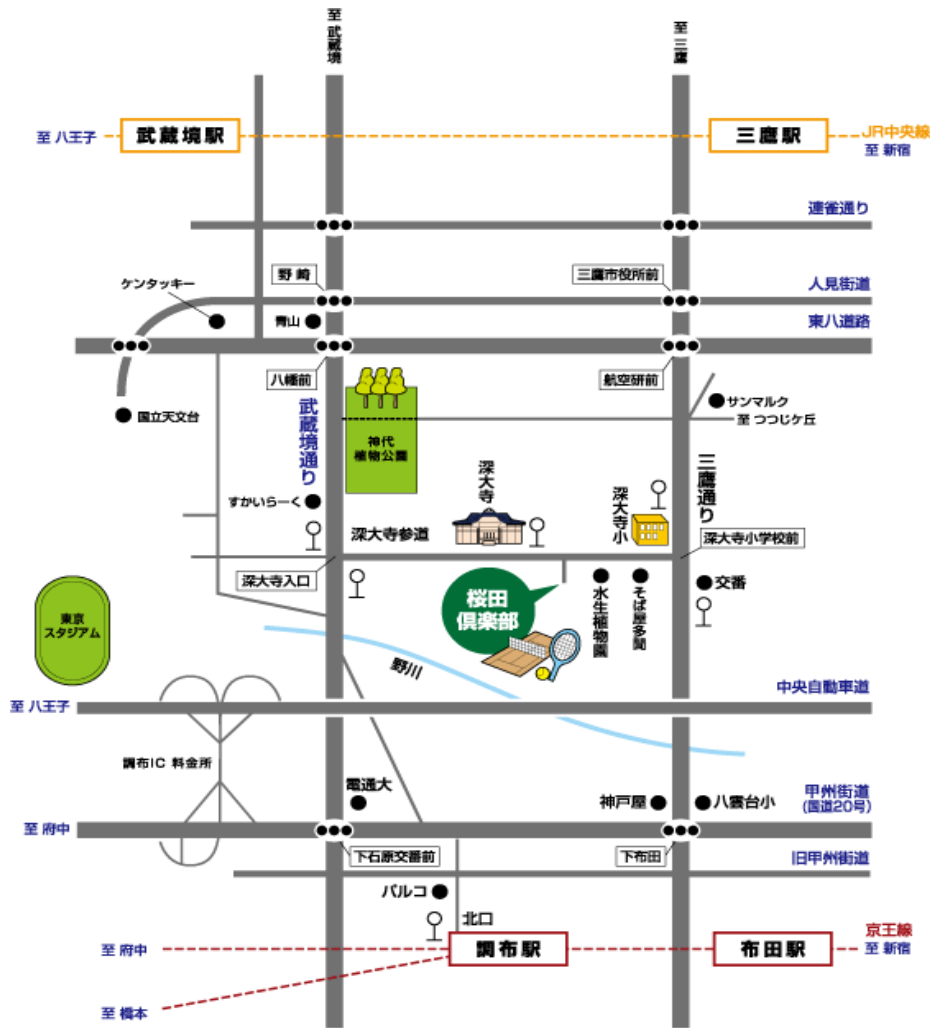 至 武蔵境
至 三鷹
至 八王子
武蔵境駅
三鷹駅
JR中央線
至 新宿
連雀通り
野崎
三鷹市役所前
ケンタッキー
人見街道
青山
東八道路
八幡前
航空研前
国立天文台
武蔵境通り
神代
植物公園
サンマルク
至 つつじケ丘
三鷹通り
すかいらーく
深大寺
深大寺小
深大寺参道
深大寺小学校前
深大寺入口
交番
桜田
倶楽部
水生植物園
そば屋多聞
東京
スタジアム
野川
中央自動車道
至 八王子
調布IC 料金所
電通大
神戸屋
八雲台小
甲州街道
(国道20号)
至 府中
下石原交番前
下布田
旧甲州街道
パルコ
北口
京王線
至 府中
調布駅
布田駅
至 新宿
至 橋本